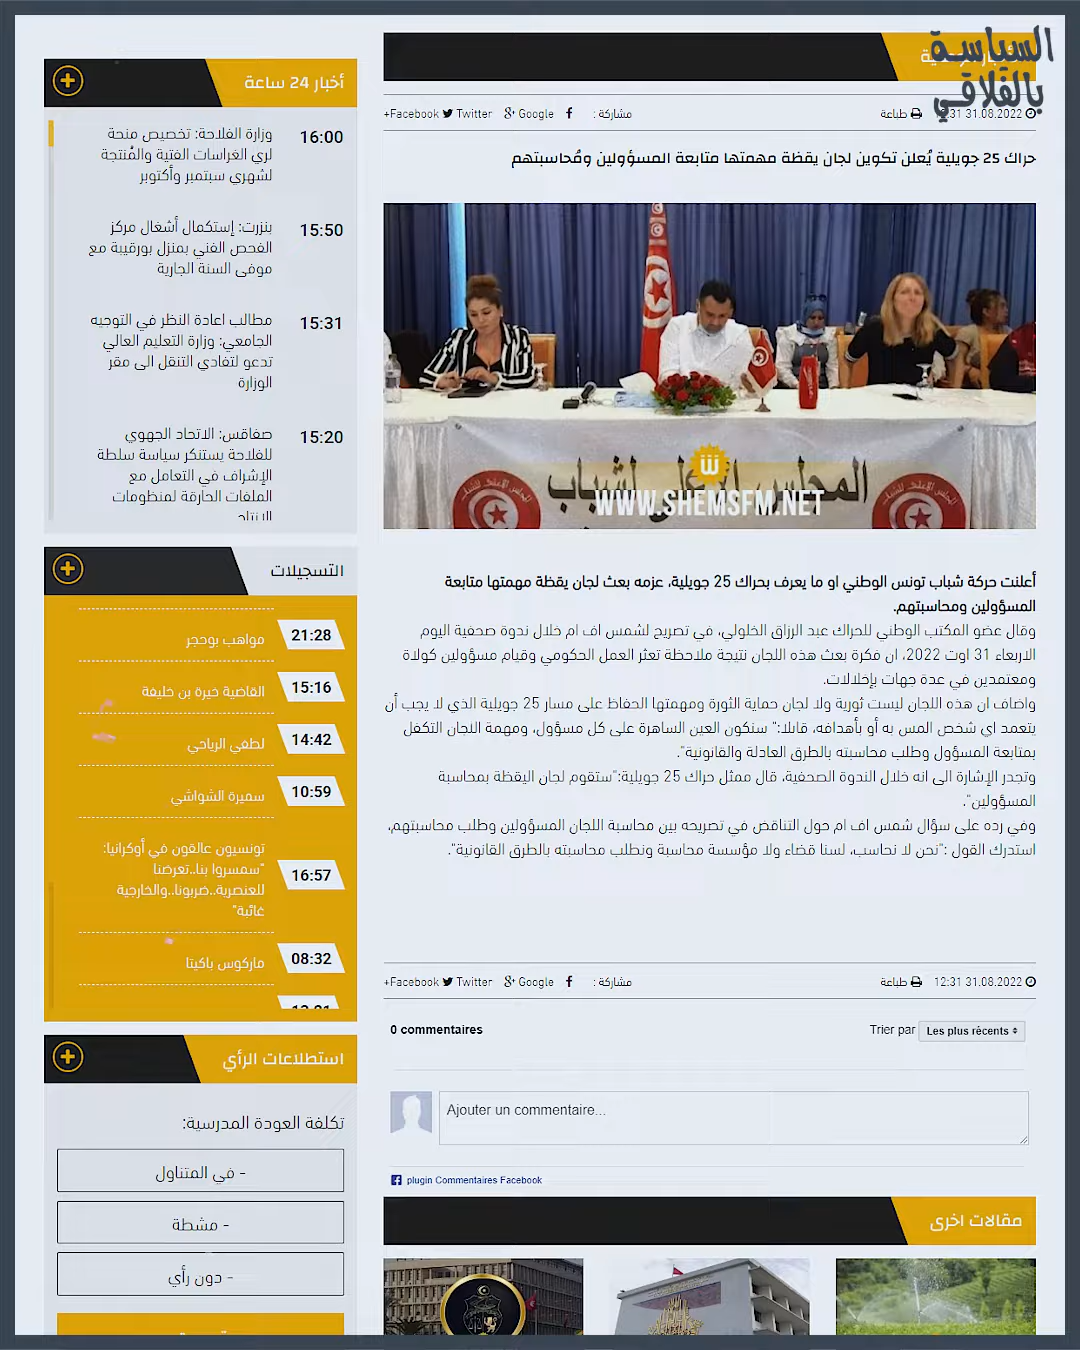 السياسة
بالفلاقي
طباعة
12:31 31.08.2022
مشاركة :
Google
Twitter
Facebook+
حراك 25 جويلية يُعلن تكوين لجان يقظة مهمتها متابعة المسؤولين ومُحاسبتهم
المجلس الأعلى للشباب
WWW.SHEMSFM.NET
أعلنت حركة شباب تونس الوطني او ما يعرف بحراك 25 جويلية، عزمه بعث لجان يقظة مهمتها متابعة
المسؤولين ومحاسبتهم.
وقال عضو المكتب الوطني للحراك عبد الرزاق الخلولي، في تصريح لشمس اف ام خلال ندوة صحفية اليوم
الاربعاء 31 اوت 2022، ان فكرة بعث هذه اللجان نتيجة ملاحظة تعثر العمل الحكومي وقيام مسؤولين كولاة
ومعتمدين في عدة جهات بإخلالات.
واضاف ان هذه اللجان ليست ثورية ولا لجان حماية الثورة ومهمتها الحفاظ على مسار 25 جويلية الذي لا يجب أن
يتعمد اي شخص المس به أو بأهدافه، قائلا:" سنكون العين الساهرة على كل مسؤول، ومهمة اللجان التكفل
بمتابعة المسؤول وطلب محاسبته بالطرق العادلة والقانونية".
وتجدر الإشارة الى انه خلال الندوة الصحفية، قال ممثل حراك 25 جويلية:"ستقوم لجان اليقظة بمحاسبة
المسؤولين".
وفي رده على سؤال شمس اف ام حول التناقض في تصريحه بين محاسبة اللجان المسؤولين وطلب محاسبتهم،
استدرك القول :"نحن لا نحاسب، لسنا قضاء ولا مؤسسة محاسبة ونطلب محاسبته بالطرق القانونية".
طباعة
12:31 31.08.2022
مشاركة :
Google
Twitter
Facebook+
0 commentaires
Trier par
Les plus récents
Ajouter un commentaire...
plugin Commentaires Facebook
مقالات اخرى
أخبار 24 ساعة
16:00
وزارة الفلاحة: تخصيص منحة
لري الغراسات الفتية والمُنتجة
لشهري سبتمبر وأكتوبر
15:50
بنزرت: إستكمال أشغال مركز
الفحص الفني بمنزل بورقيبة مع
موفى السنة الجارية
15:31
مطالب اعادة النظر في التوجيه
الجامعي: وزارة التعليم العالي
تدعو لتفادي التنقل الى مقر
الوزارة
15:20
صفاقس: الاتحاد الجهوي
للفلاحة يستنكر سياسة سلطة
الإشراف في التعامل مع
الملفات الحارقة لمنظومات
الانتاج
التسجيلات
21:28
مواهب بوحجر
15:16
القاضية خيرة بن خليفة
14:42
لطفي الرياحي
10:59
سميرة الشواشي
16:57
تونسيون عالقون في أوكرانيا:
"سمسروا بنا..تعرضنا
للعنصرية..ضربونا..والخارجية
غائبة"
08:32
ماركوس باكيتا
استطلاعات الرأي
تكلفة العودة المدرسية:
- في المتناول
- مشطة
- دون رأي